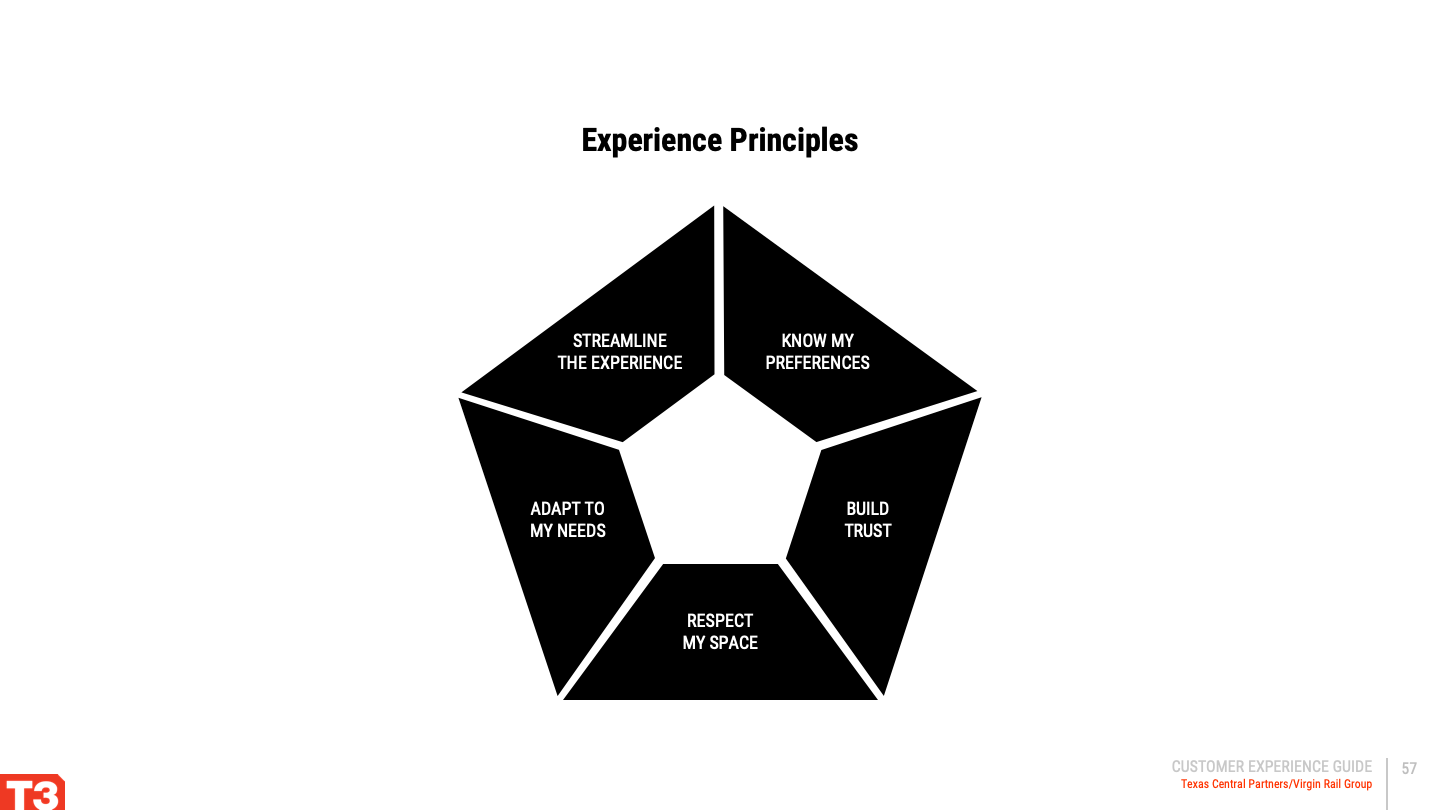 Experience Principles
STREAMLINE
THE EXPERIENCE
KNOW MY
PREFERENCES
ADAPT TO
MY NEEDS
BUILD
TRUST
RESPECT
MY SPACE
CUSTOMER EXPERIENCE GUIDE
Texas Central Partners/Virgin Rail Group
57
T3